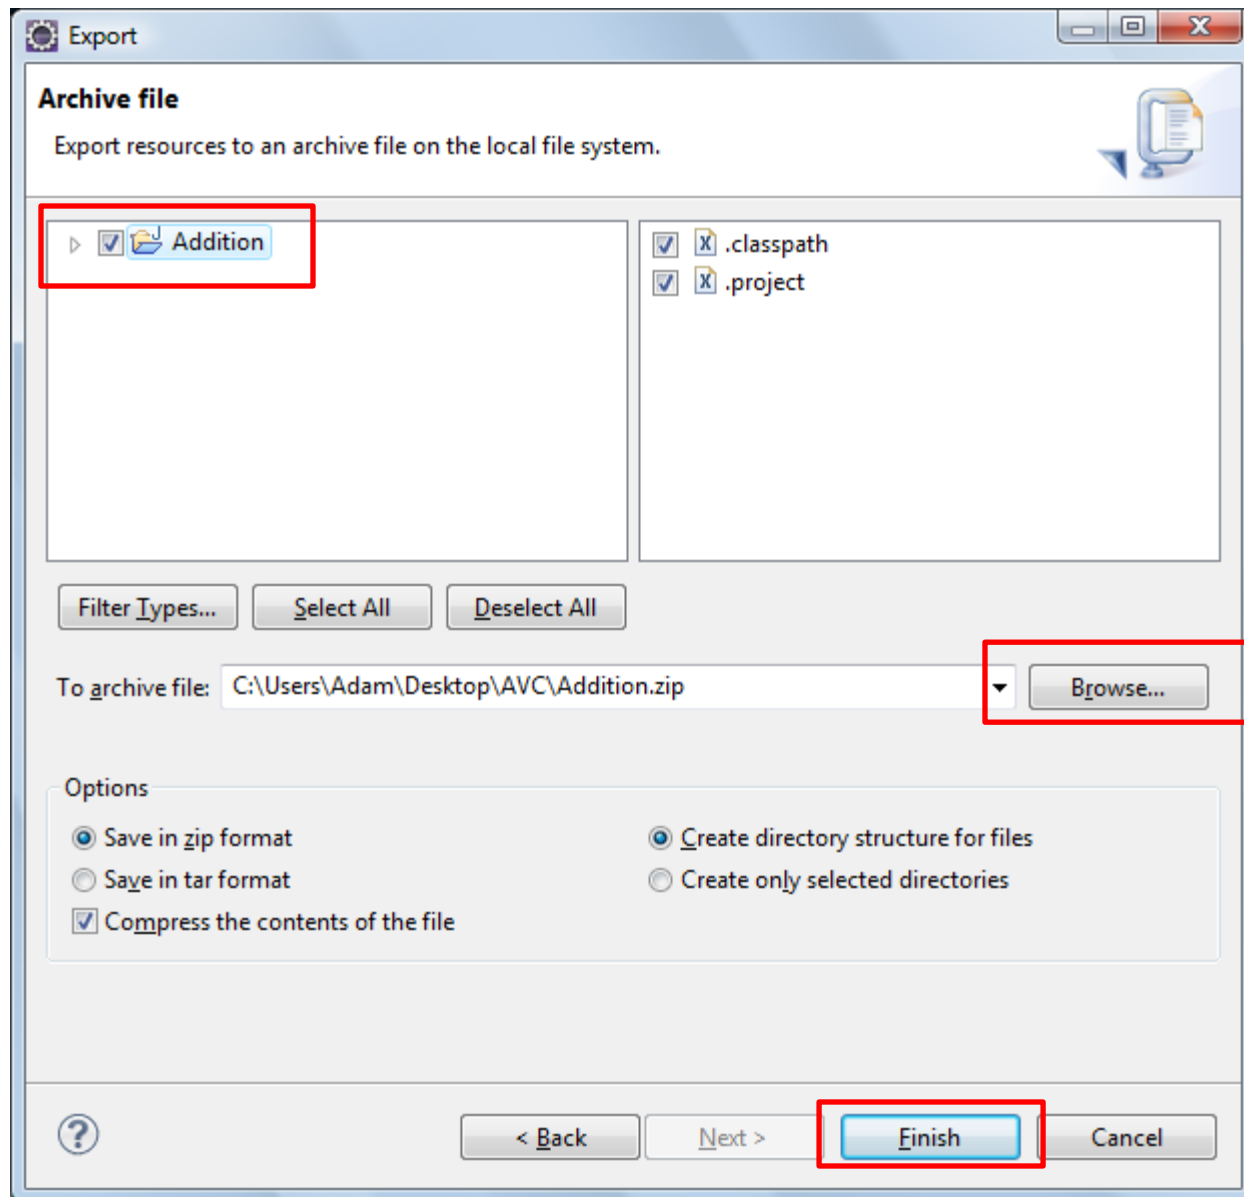 Export
Archive file
Export resources to an archive file on the local file system.
Addition
.classpath
.project
Filter Types...
Select All
Deselect All
To archive file:
C:\Users\Adam\Desktop\AVC\Addition.zip
Browse...
Options
Save in zip format
Create directory structure for files
Save in tar format
Create only selected directories
Compress the contents of the file
?
< Back
Next >
Finish
Cancel